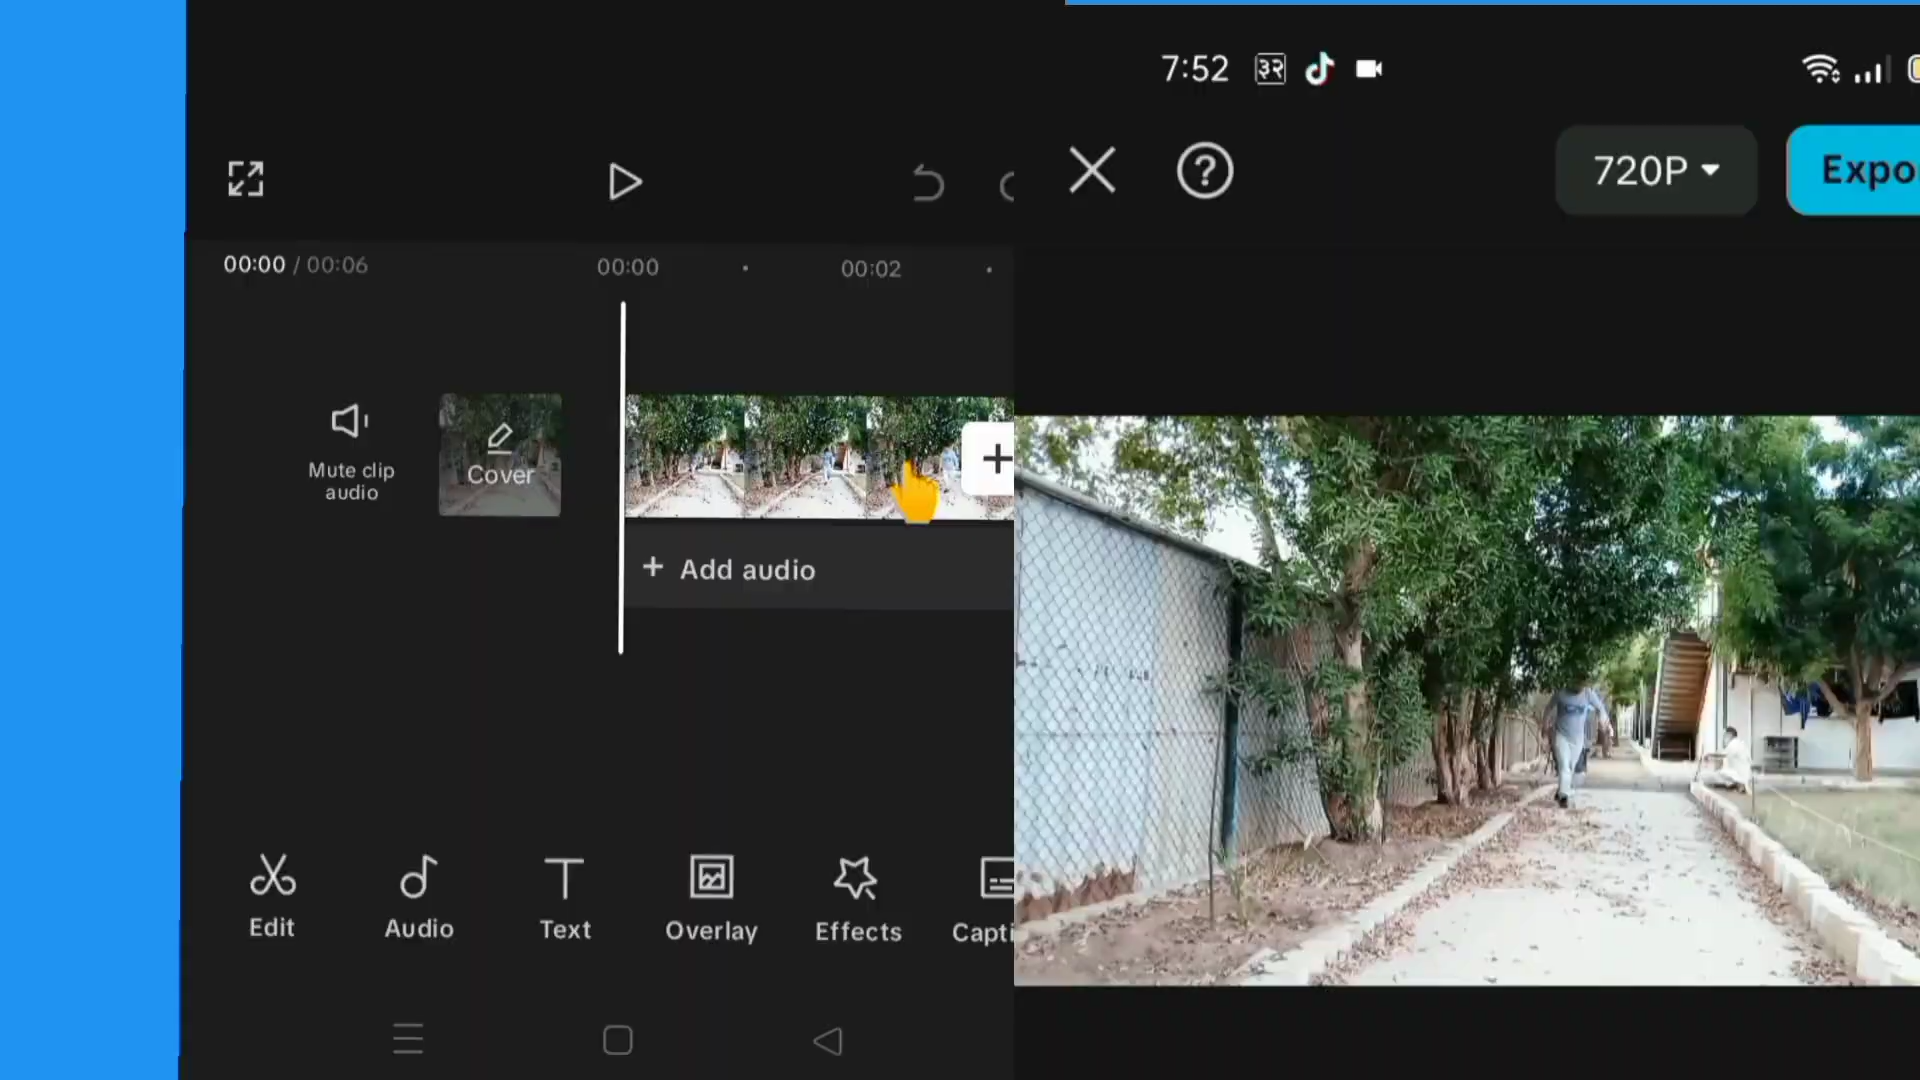 00:00 / 00:06
00:00
00:02
Mute clip
audio
Cover
+ Add audio
Edit
Audio
Text
Overlay
Effects
Capti
7:52
३२
720P
Expo